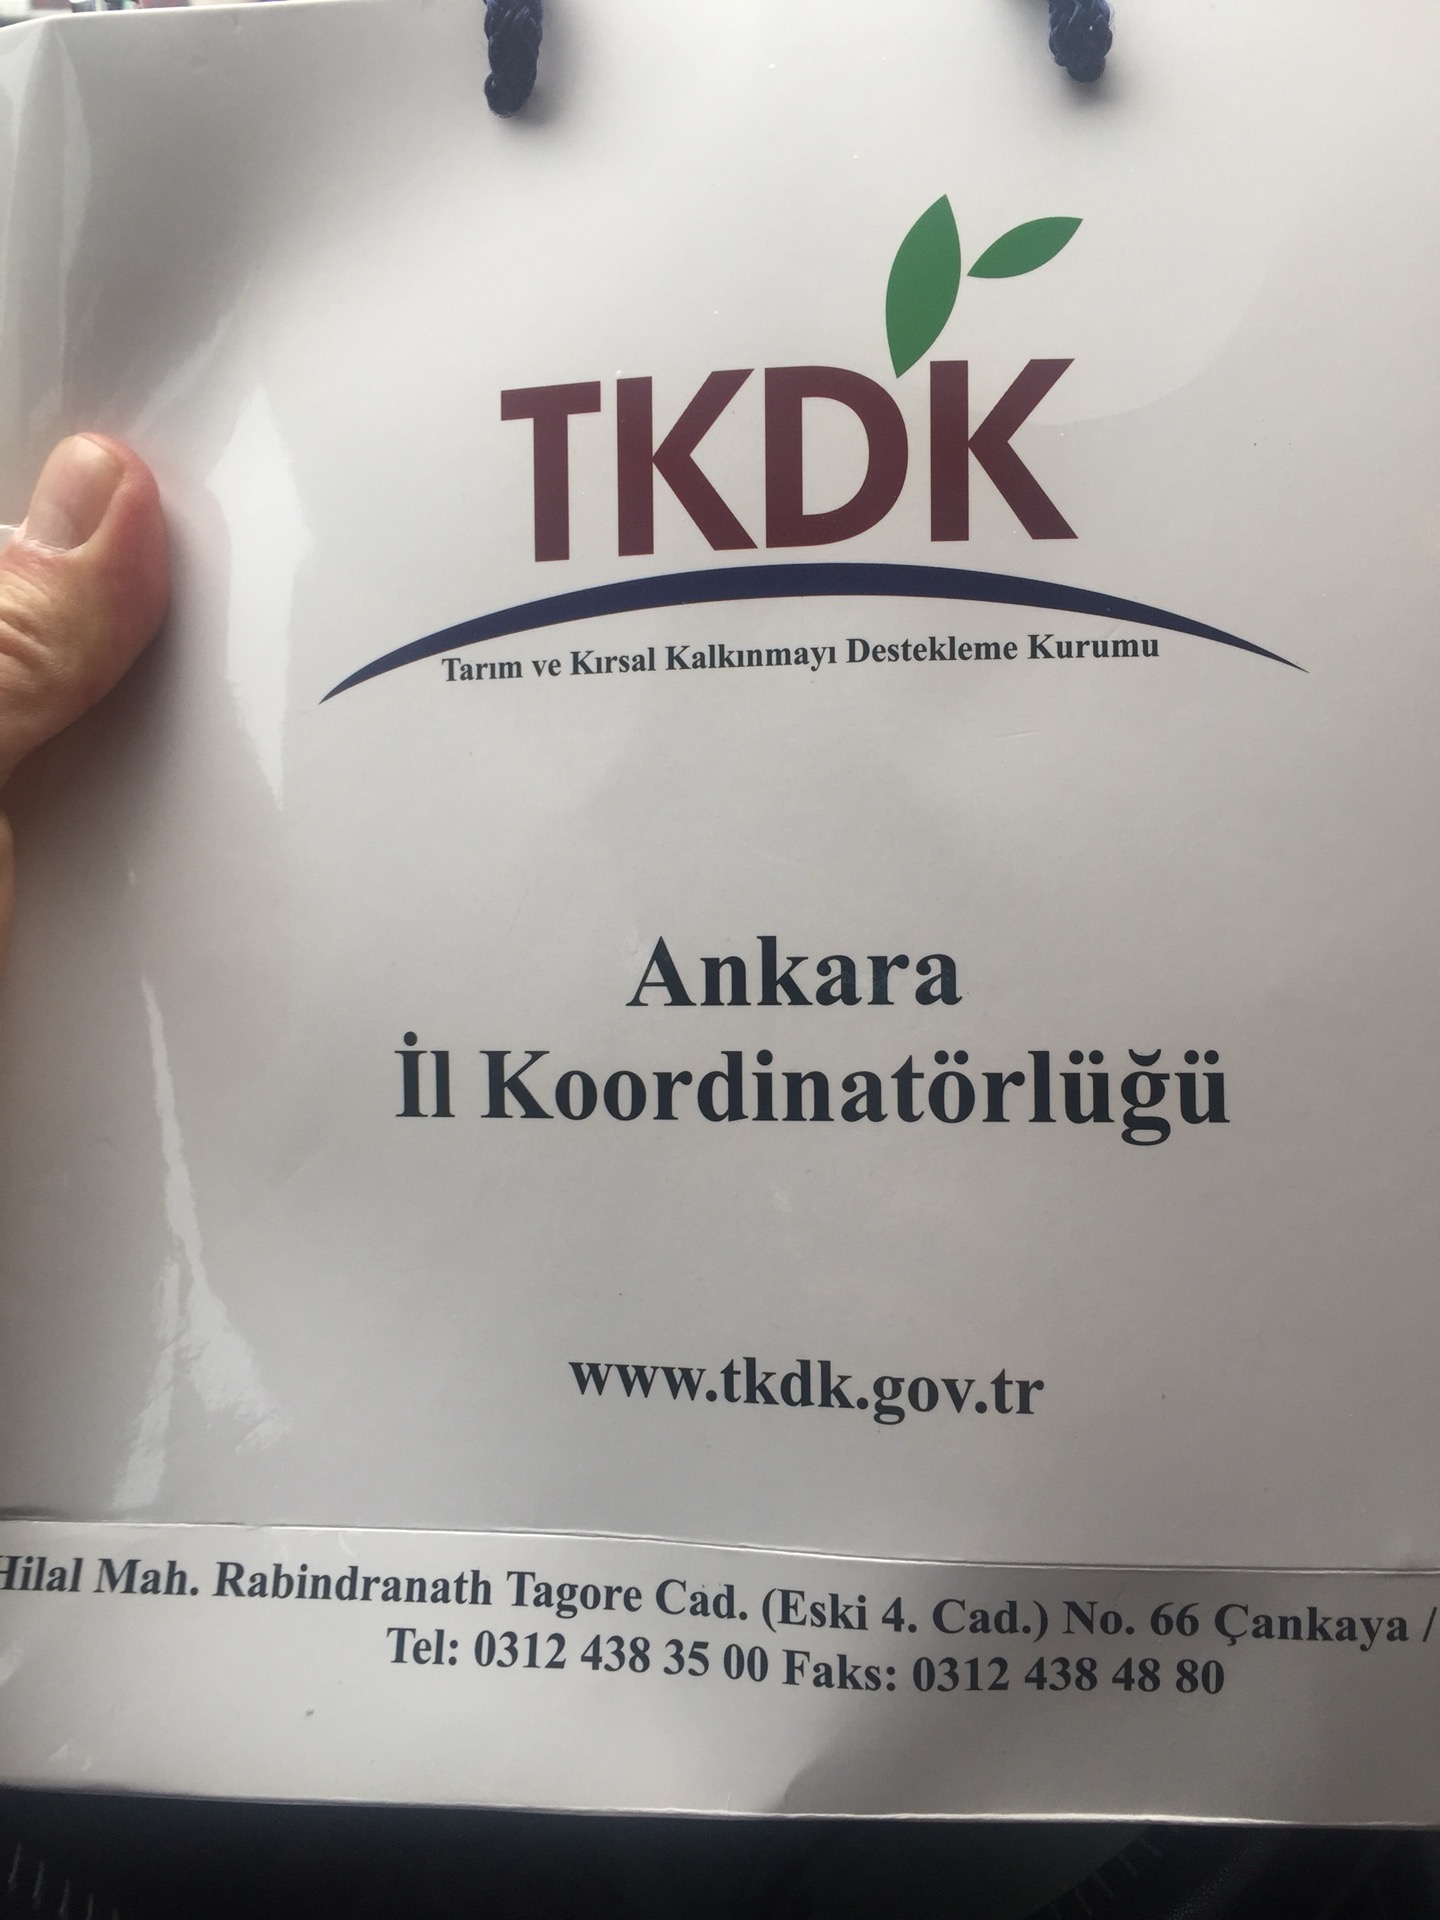 TKDK
Tarım ve Kırsal Kalkınmayı Destekleme Kurumu
Ankara
İl Koordinatörlüğü
www.tkdk.gov.tr
Hilal Mah. Rabindranath Tagore Cad. (Eski 4. Cad.) No. 66 Çankaya /
Tel: 0312 438 35 00 Faks: 0312 438 48 80